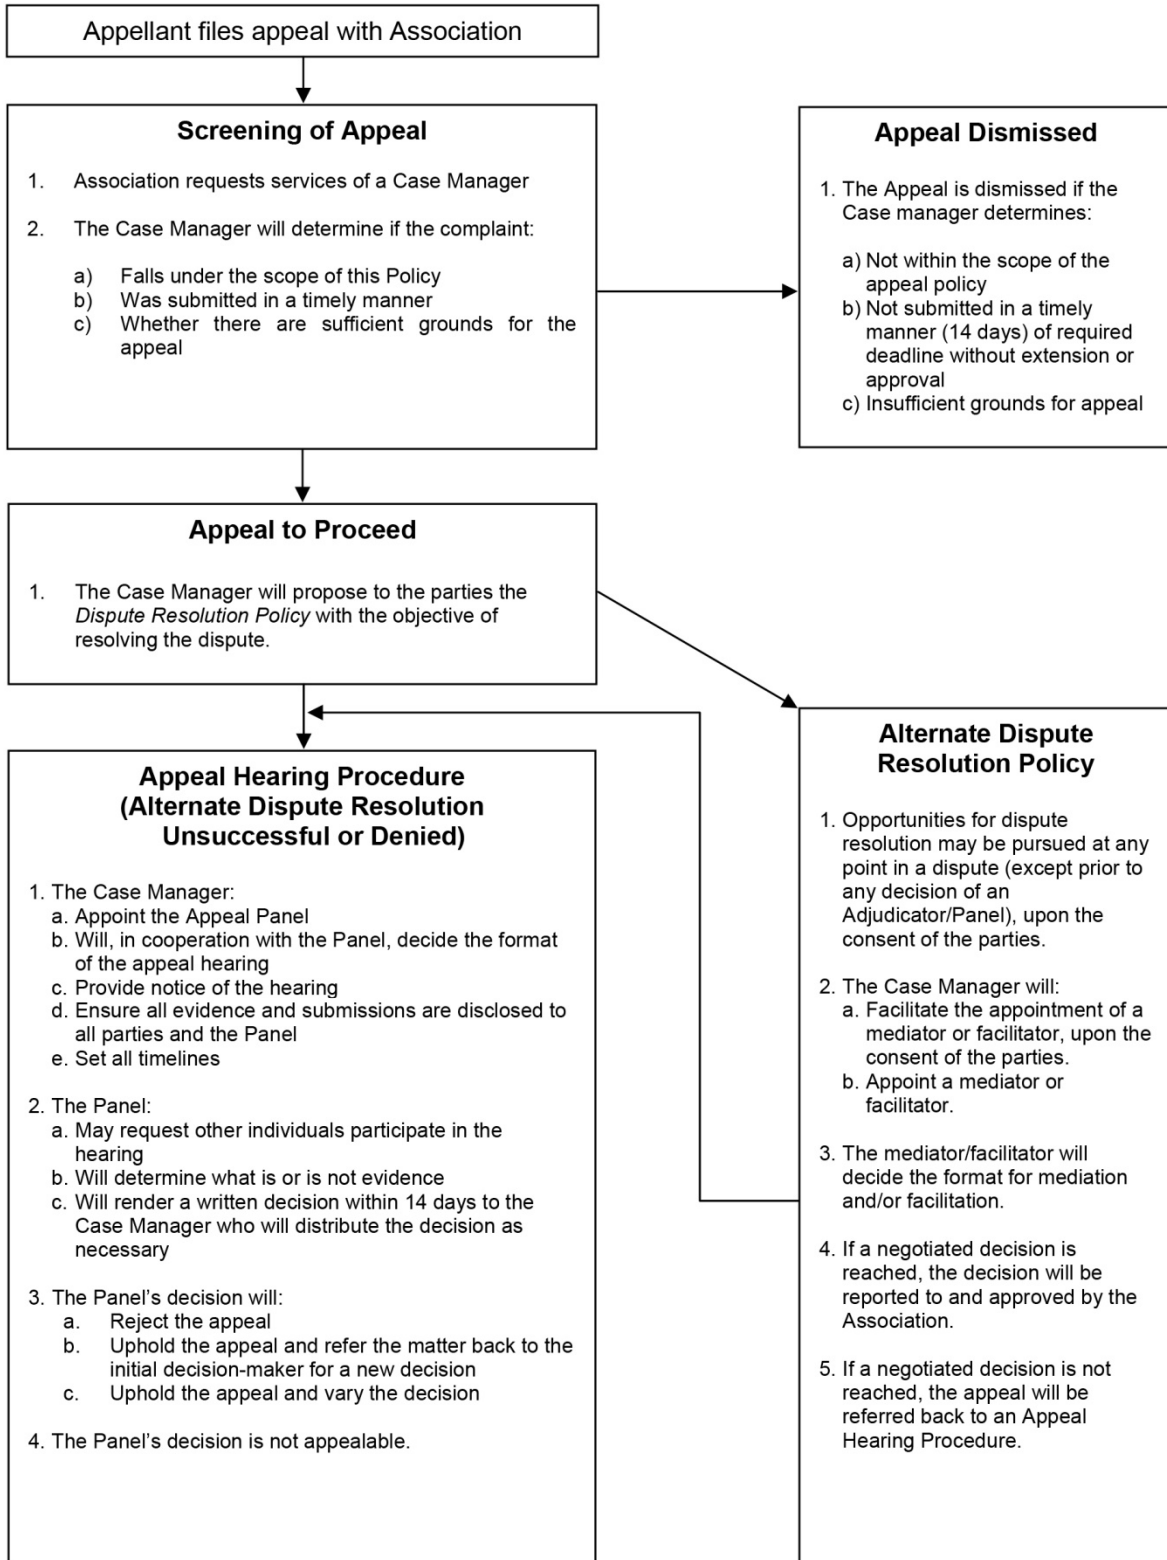 Appellant files appeal with Association
Screening of Appeal
1. Association requests services of a Case Manager
2. The Case Manager will determine if the complaint:
a) Falls under the scope of this Policy
b) Was submitted in a timely manner
c) Whether there are sufficient grounds for the
appeal
Appeal Dismissed
1. The Appeal is dismissed if the
Case manager determines:
a) Not within the scope of the
appeal policy
b) Not submitted in a timely
manner (14 days) of required
deadline without extension or
approval
c) Insufficient grounds for appeal
Appeal to Proceed
1. The Case Manager will propose to the parties the
Dispute Resolution Policy with the objective of
resolving the dispute.
Appeal Hearing Procedure
(Alternate Dispute Resolution
Unsuccessful or Denied)
1. The Case Manager:
a. Appoint the Appeal Panel
b. Will, in cooperation with the Panel, decide the format
of the appeal hearing
c. Provide notice of the hearing
d. Ensure all evidence and submissions are disclosed to
all parties and the Panel
e. Set all timelines
2. The Panel:
a. May request other individuals participate in the
hearing
b. Will determine what is or is not evidence
c. Will render a written decision within 14 days to the
Case Manager who will distribute the decision as
necessary
3. The Panel's decision will:
a. Reject the appeal
b. Uphold the appeal and refer the matter back to the
initial decision-maker for a new decision
c. Uphold the appeal and vary the decision
4. The Panel's decision is not appealable.
Alternate Dispute
Resolution Policy
1. Opportunities for dispute
resolution may be pursued at any
point in a dispute (except prior to
any decision of an
Adjudicator/Panel), upon the
consent of the parties.
2. The Case Manager will:
a. Facilitate the appointment of a
mediator or facilitator, upon the
consent of the parties.
b. Appoint a mediator or
facilitator.
3. The mediator/facilitator will
decide the format for mediation
and/or facilitation.
4. If a negotiated decision is
reached, the decision will be
reported to and approved by the
Association.
5. If a negotiated decision is not
reached, the appeal will be
referred back to an Appeal
Hearing Procedure.